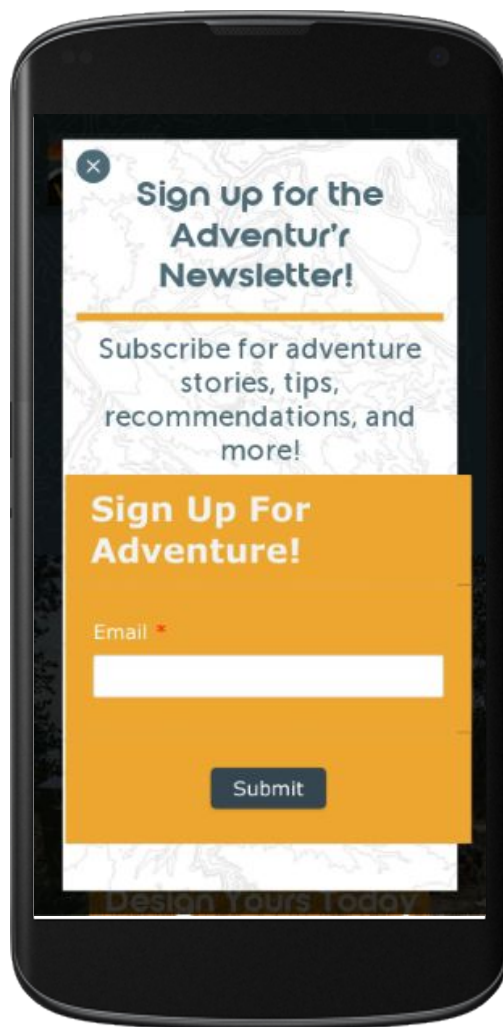 Sign up for the
Adventur'r
Newsletter!
Subscribe for adventure
stories, tips,
recommendations, and
more!
Sign Up For
Adventure!
Email *
Submit
Design Yours Today